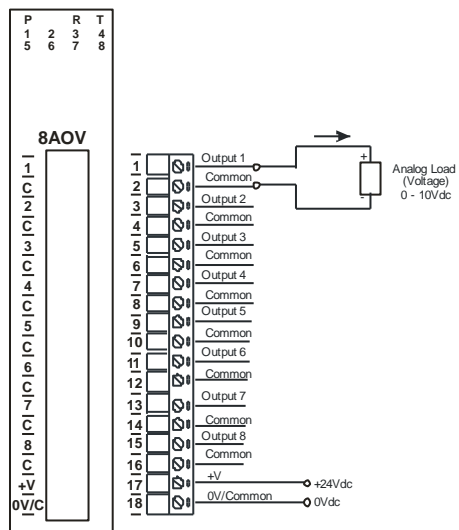 P R T
1 2 3 4
5 6 7 8
8AOV
1
C
2
C
3
C
4
C
5
C
6
C
7
C
8
C
+V
0V/C
1 Output 1
2 Common
3 Output 2
4 Common
5 Output 3
6 Common
7 Output 4
8 Common
9 Output 5
10 Common
11 Output 6
12 Common
13 Output 7
14 Common
15 Output 8
16 Common
17 +V +24Vdc
18 0V/Common 0Vdc
+
-
Analog Load
(Voltage)
0 - 10Vdc